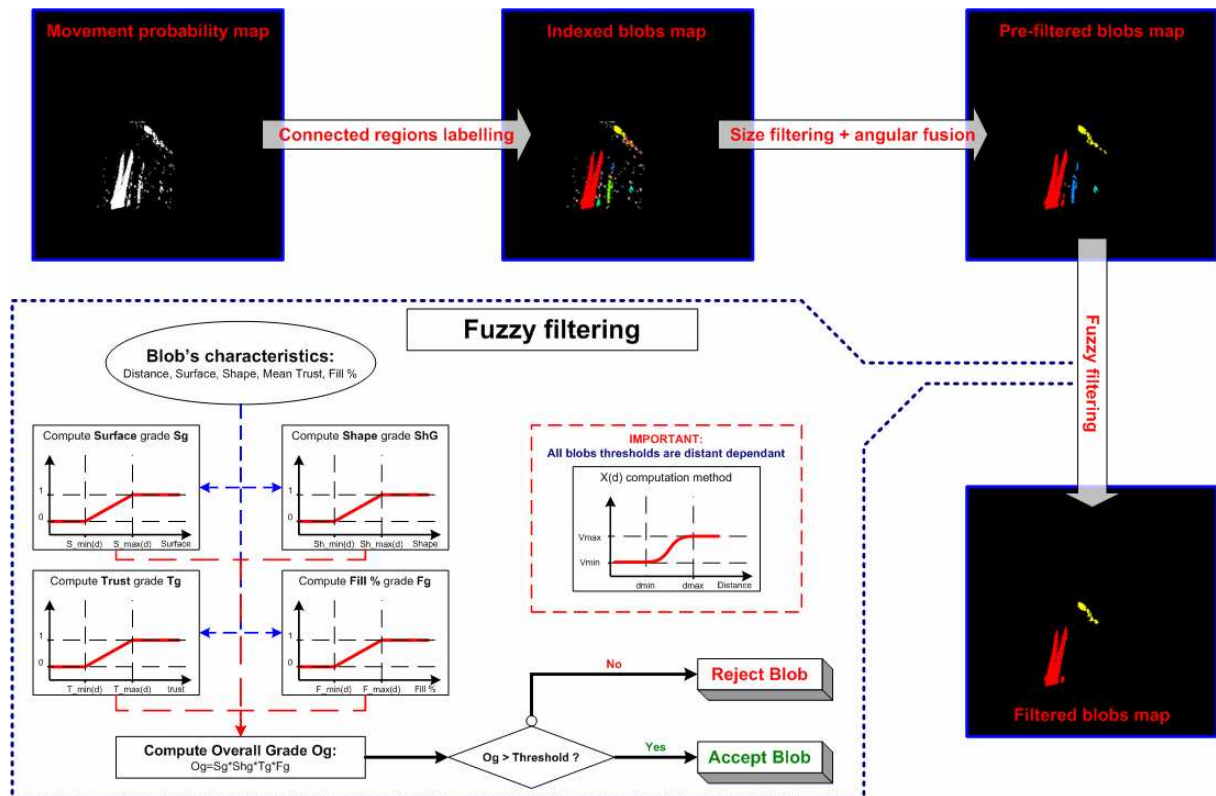 Movement probability map
Indexed blobs map
Pre-filtered blobs map
Connected regions labelling
Size filtering + angular fusion
Fuzzy filtering
Fuzzy filtering
Blob's characteristics:
Distance, Surface, Shape, Mean Trust, Fill %
Compute Surface grade Sg
1
0
S_min(d) S_max(d) Surface
Compute Shape grade ShG
1
0
Sh_min(d) Sh_max(d) Shape
IMPORTANT:
All blobs thresholds are distant dependant
X(d) computation method
Vmax
Vmin
dmin dmax Distance
Compute Trust grade Tg
1
0
T_min(d) T_max(d) trust
Compute Fill % grade Fg
1
0
F_min(d) F_max(d) Fill %
Compute Overall Grade Og:
Og=Sg*Shg*Tg*Fg
Og > Threshold ?
No
Reject Blob
Yes
Accept Blob
Filtered blobs map